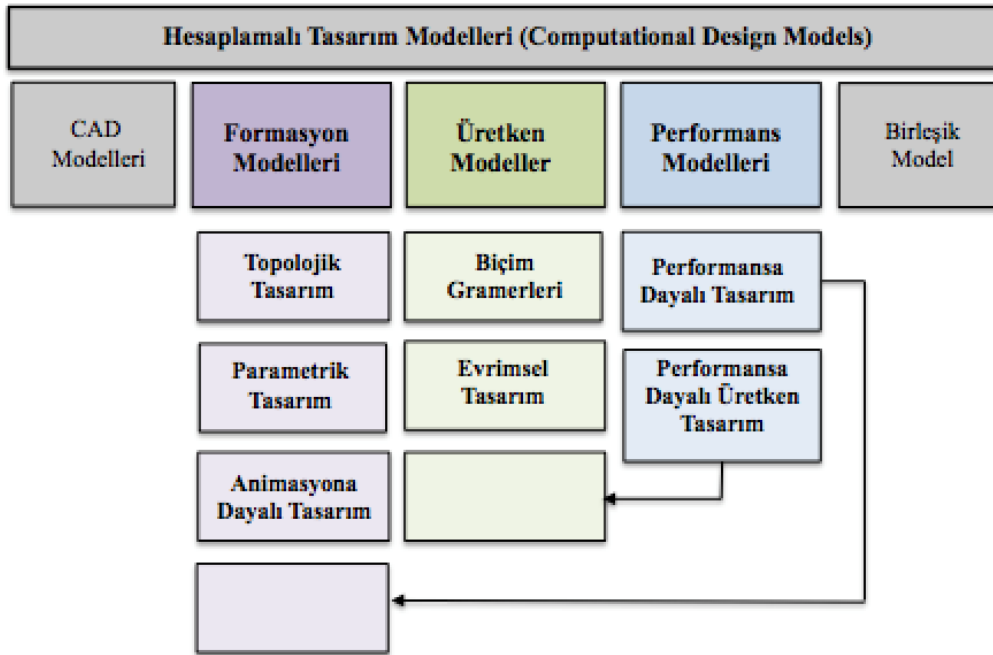 Hesaplamalı Tasarım Modelleri (Computational Design Models)
CAD
Modelleri
Formasyon
Modelleri
Üretken
Modeller
Performans
Modelleri
Birleşik
Model
Topolojik
Tasarım
Biçim
Gramerleri
Performansa
Dayalı Tasarım
Parametrik
Tasarım
Evrimsel
Tasarım
Performansa
Dayalı Üretken
Tasarım
Animasyona
Dayalı Tasarım